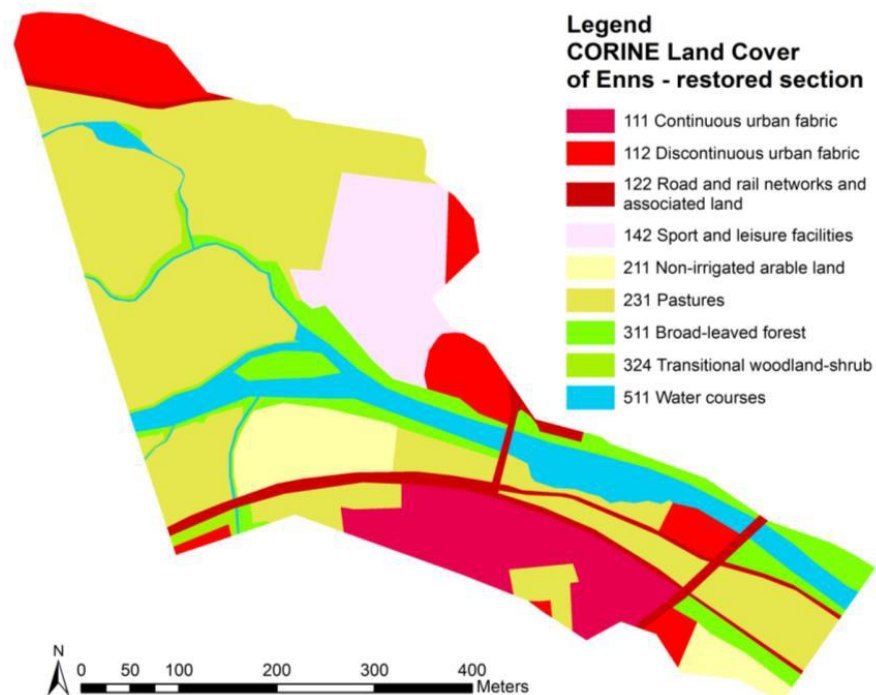 Legend
CORINE Land Cover
of Enns - restored section
111 Continuous urban fabric
112 Discontinuous urban fabric
122 Road and rail networks and
associated land
142 Sport and leisure facilities
211 Non-irrigated arable land
231 Pastures
311 Broad-leaved forest
324 Transitional woodland-shrub
511 Water courses
N
0 50 100 200 300 400
Meters